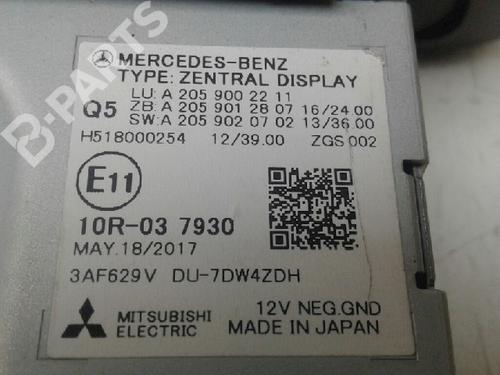 MERCEDES-BENZ
TYPE: ZENTRAL DISPLAY
LU: A 205 900 22 11
Q5 ZB: A 205 901 28 07 16/24.00
SW: A 205 902 07 02 13/36.00
H518000254 12/39.00 ZGS 002
E11
10R-03 7930
MAY.18/2017
3AF629V DU-7DW4ZDH
MITSUBISHI
ELECTRIC
12V NEG.GND
MADE IN JAPAN
B-PARTS